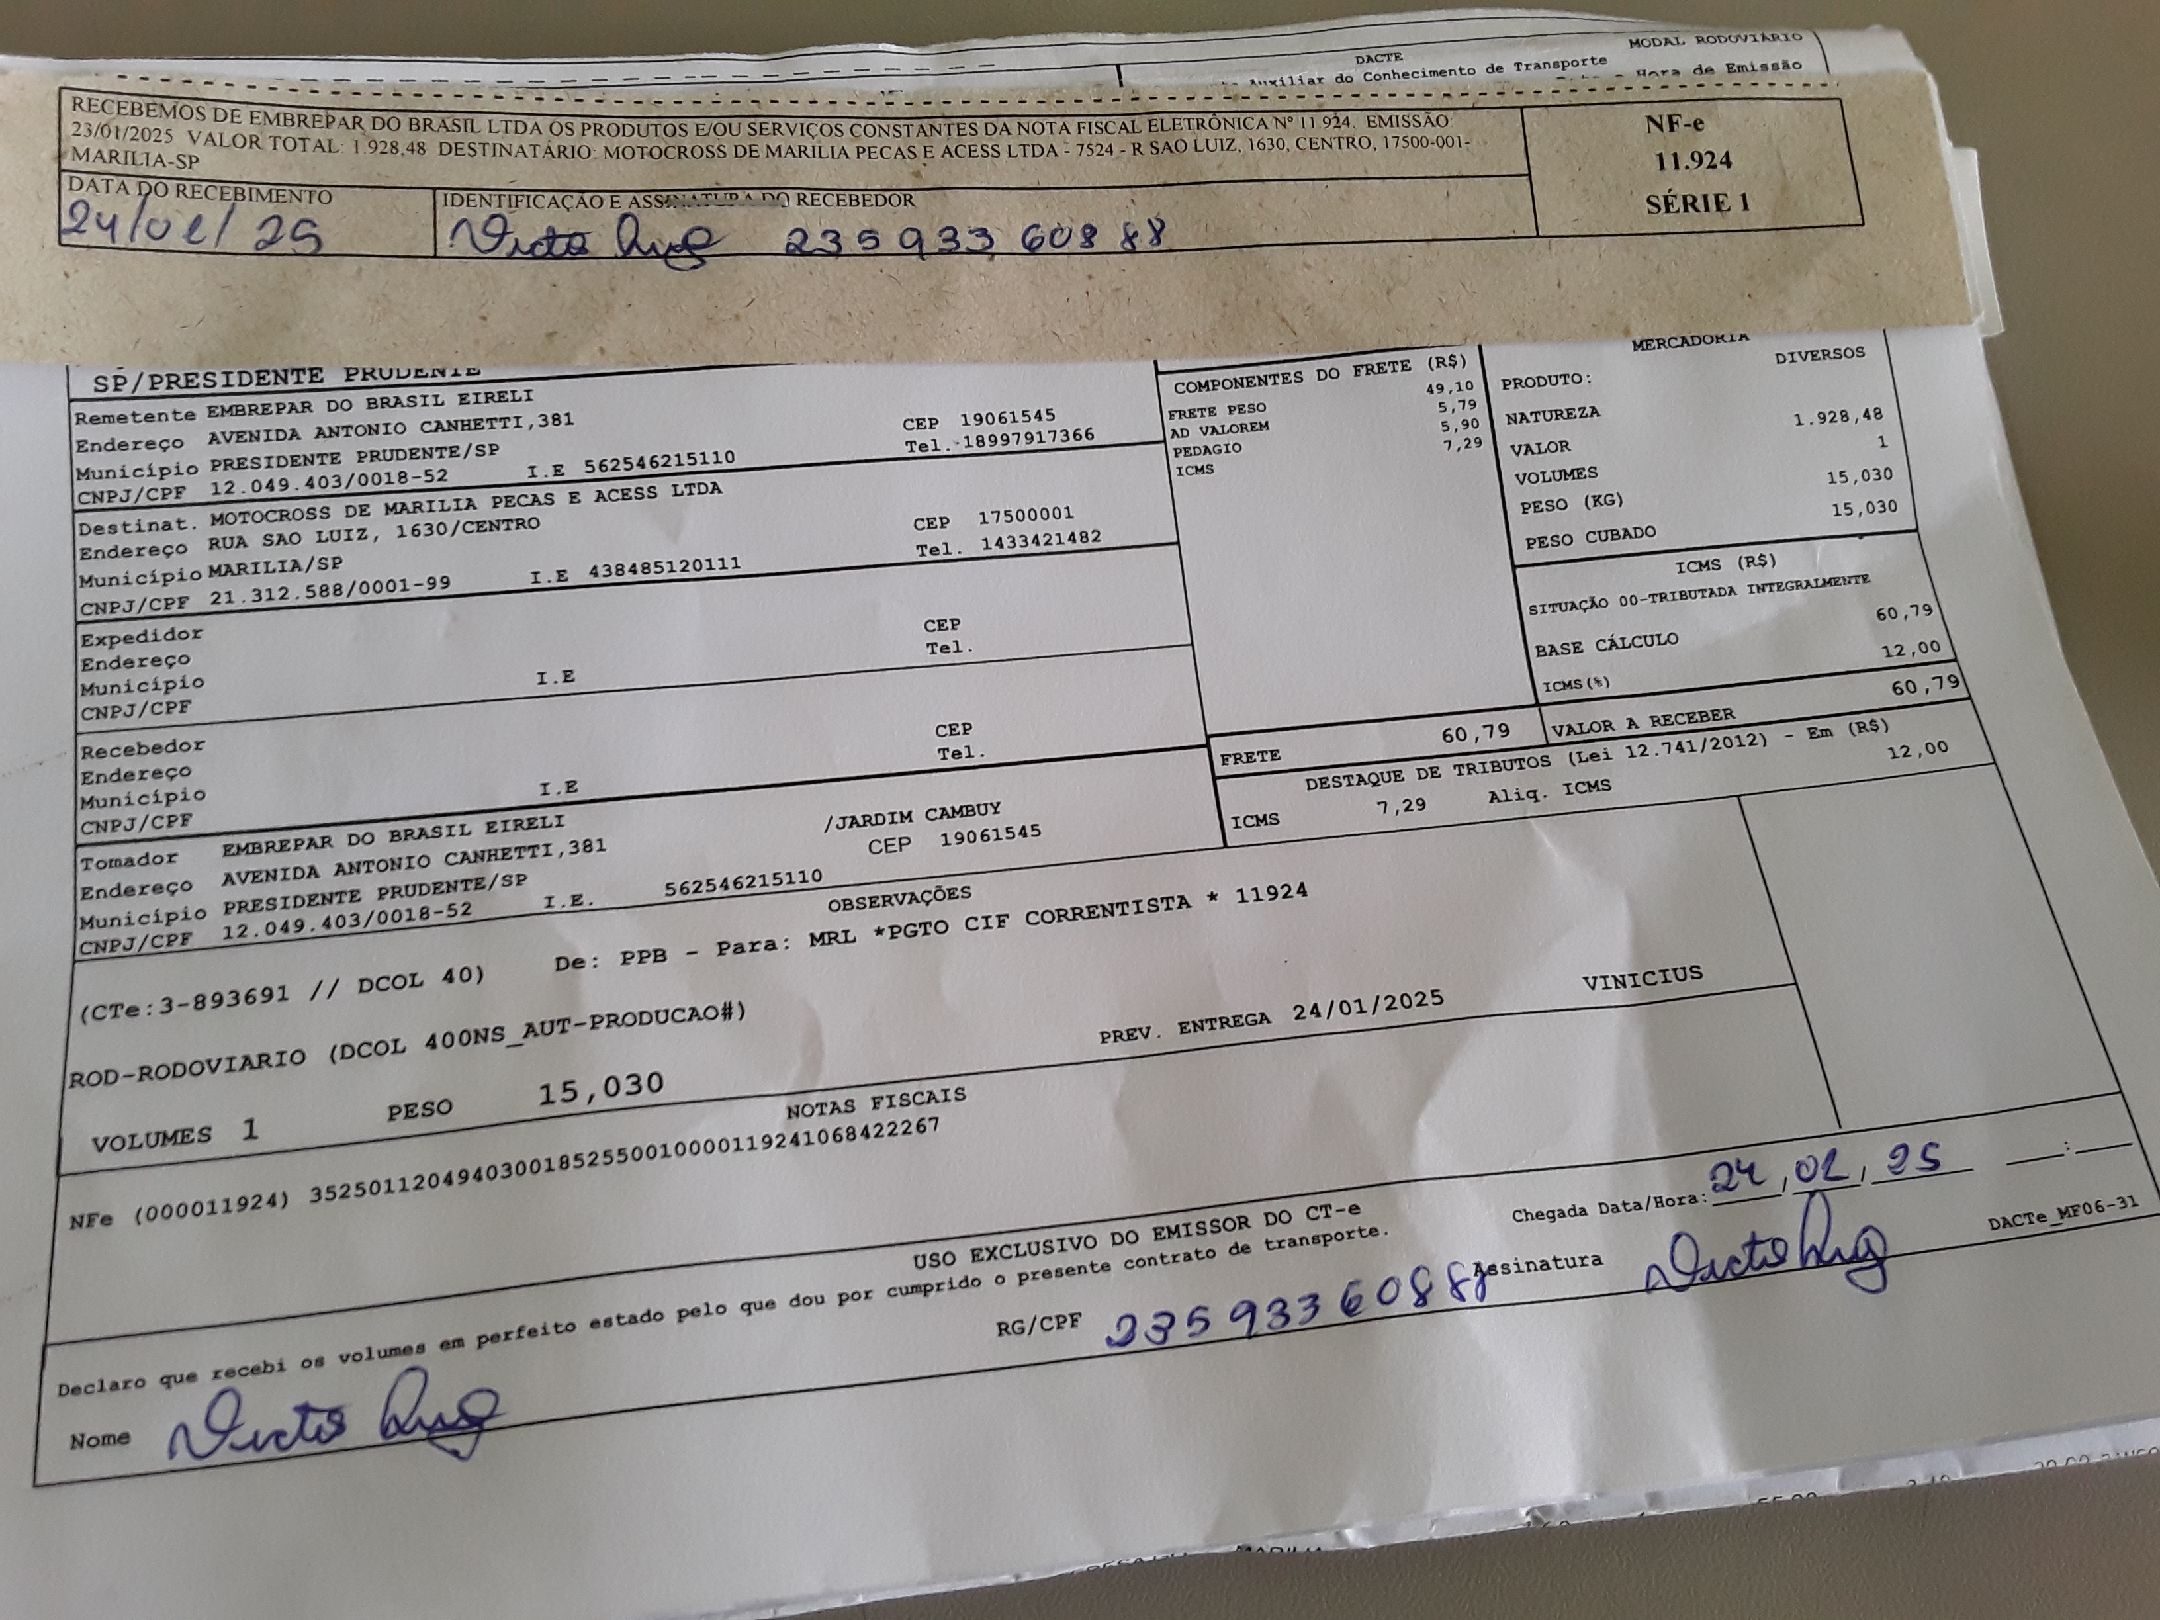 MODAL RODOVIÁRIO
DACTE
Auxiliar do Conhecimento de Transporte
Hora de Emissão
RECEBEMOS DE EMBREPAR DO BRASIL LTDA OS PRODUTOS E/OU SERVIÇOS CONSTANTES DA NOTA FISCAL ELETRÔNICA Nº 11.924. EMISSÃO:
23/01/2025 VALOR TOTAL: 1.928,48 DESTINATÁRIO: MOTOCROSS DE MARILIA PECAS E ACESS LTDA - 7524 - R SAO LUIZ, 1630, CENTRO, 17500-001-
MARILIA-SP
NF-e
11.924
SÉRIE 1
DATA DO RECEBIMENTO
24/01/25
IDENTIFICAÇÃO E ASSINATURA DO RECEBEDOR
Victo 235 933 608 88
SP/PRESIDENTE PRUDENTE
Remetente EMBREPAR DO BRASIL EIRELI
Endereço AVENIDA ANTONIO CANHETTI,381 CEP 19061545
Município PRESIDENTE PRUDENTE/SP Tel. 18997917366
CNPJ/CPF 12.049.403/0018-52 I.E 562546215110
Destinat. MOTOCROSS DE MARILIA PECAS E ACESS LTDA
Endereço RUA SAO LUIZ, 1630/CENTRO CEP 17500001
Município MARILIA/SP Tel. 1433421482
CNPJ/CPF 21.312.588/0001-99 I.E 438485120111
Expedidor
Endereço CEP
Município Tel.
CNPJ/CPF I.E
Recebedor
Endereço CEP
Município Tel.
CNPJ/CPF I.E
Tomador EMBREPAR DO BRASIL EIRELI
Endereço AVENIDA ANTONIO CANHETTI,381 /JARDIM CAMBUY
Município PRESIDENTE PRUDENTE/SP CEP 19061545
CNPJ/CPF 12.049.403/0018-52 I.E. 562546215110
COMPONENTES DO FRETE (R$)
FRETE PESO 49,10
AD VALOREM 5,79
PEDAGIO 5,90
ICMS 7,29
FRETE 60,79
MERCADORIA
PRODUTO: DIVERSOS
NATUREZA
VALOR 1.928,48
VOLUMES 1
PESO (KG) 15,030
PESO CUBADO 15,030
ICMS (R$)
SITUAÇÃO 00-TRIBUTADA INTEGRALMENTE
BASE CÁLCULO 60,79
ICMS(%) 12,00
VALOR A RECEBER 60,79
DESTAQUE DE TRIBUTOS (Lei 12.741/2012) - Em (R$)
ICMS 7,29 Aliq. ICMS 12,00
OBSERVAÇÕES
(CTe:3-893691 // DCOL 40) De: PPB - Para: MRL *PGTO CIF CORRENTISTA * 11924
ROD-RODOVIARIO (DCOL 400NS_AUT-PRODUCAO#)
PREV. ENTREGA 24/01/2025 VINICIUS
VOLUMES 1 PESO 15,030
NOTAS FISCAIS
NFe (000011924) 35250112049403001852550010000119241068422267
USO EXCLUSIVO DO EMISSOR DO CT-e
Declaro que recebi os volumes em perfeito estado pelo que dou por cumprido o presente contrato de transporte.
Chegada Data/Hora: 24, 01, 25 :
DACTe_MF06-31
Nome Victo
RG/CPF 235 933 608 88
Assinatura Victo